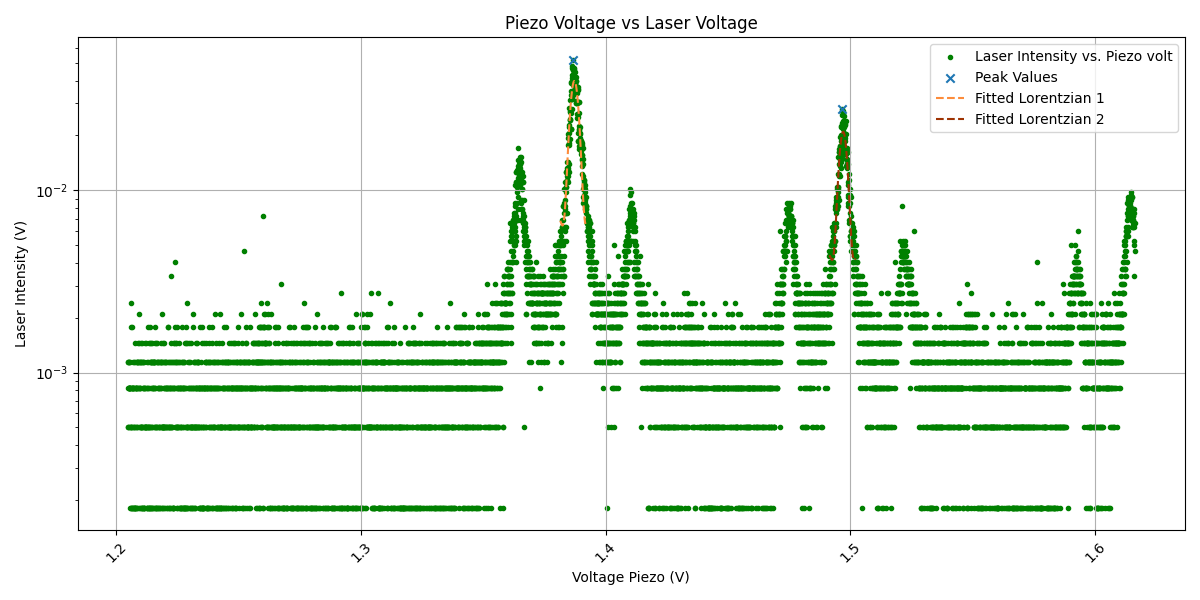 Piezo Voltage vs Laser Voltage
Laser Intensity vs. Piezo volt
Peak Values
Fitted Lorentzian 1
Fitted Lorentzian 2
Laser Intensity (V)
10⁻²
10⁻³
1.2 1.3 1.4 1.5 1.6
Voltage Piezo (V)